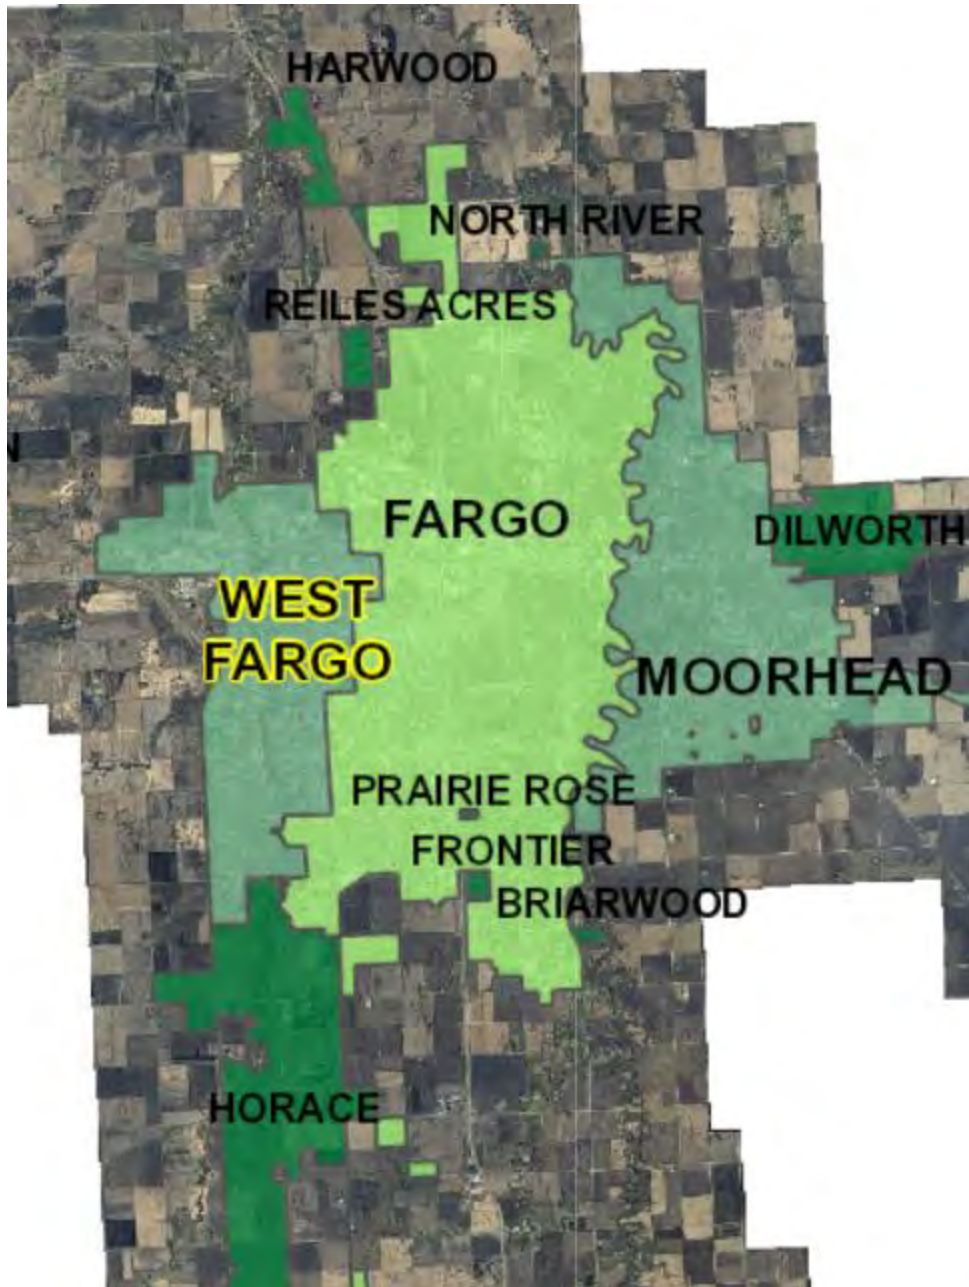 HARWOOD
NORTH RIVER
REILES ACRES
N
FARGO
DILWORTH
WEST
FARGO
MOORHEAD
PRAIRIE ROSE
FRONTIER
BRIARWOOD
HORACE